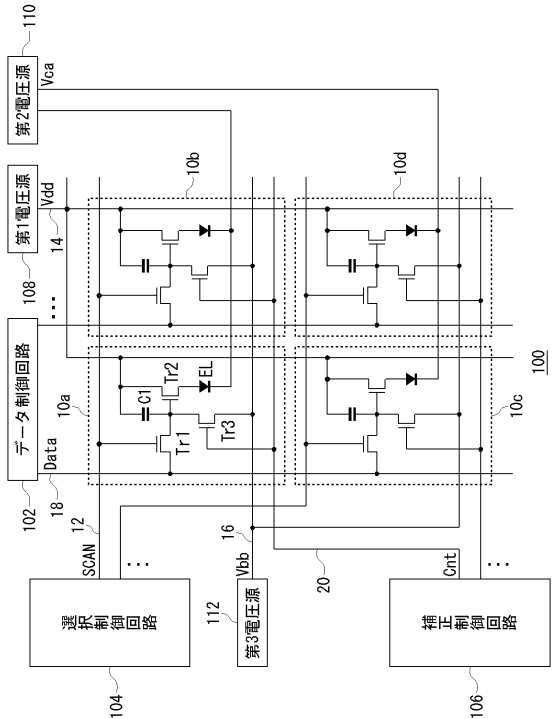 110
第2電圧源
Vca
第1電圧源
108
Vdd
14
データ制御回路
102
Data
18
10a
10b
C1
Tr1
Tr2
Tr3
EL
10c
10d
100
12
SCAN
選択制御回路
104
16
Vbb
112
第3電圧源
20
Cnt
補正制御回路
106